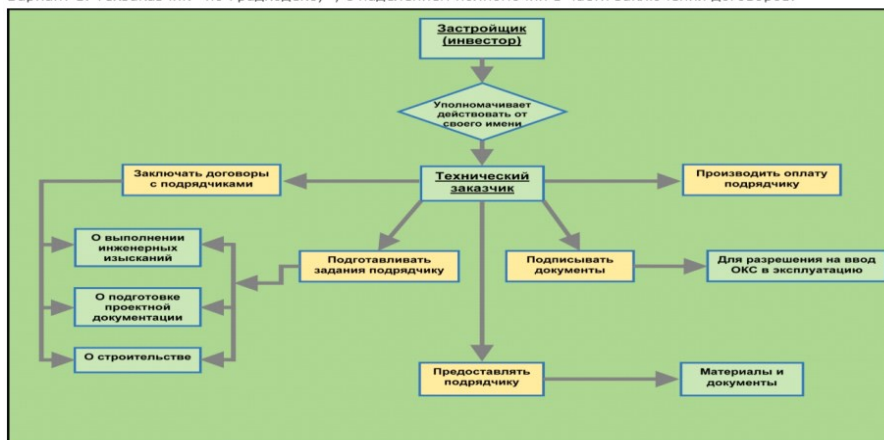 Застройщик
(инвестор)
Уполномачивает
действовать от
своего имени
Заключать договоры
с подрядчиками
Технический
заказчик
Производить оплату
подрядчику
О выполнении
инженерных
изысканий
Подготавливать
задания подрядчику
Подписывать
документы
Для разрешения на ввод
ОКС в эксплуатацию
О подготовке
проектной
документации
О строительстве
Предоставлять
подрядчику
Материалы и
документы